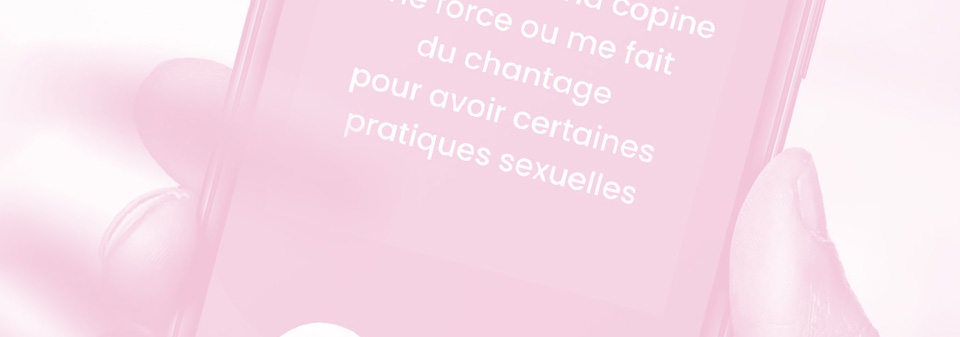 copine
force ou me fait
du chantage
pour avoir certaines
pratiques sexuelles